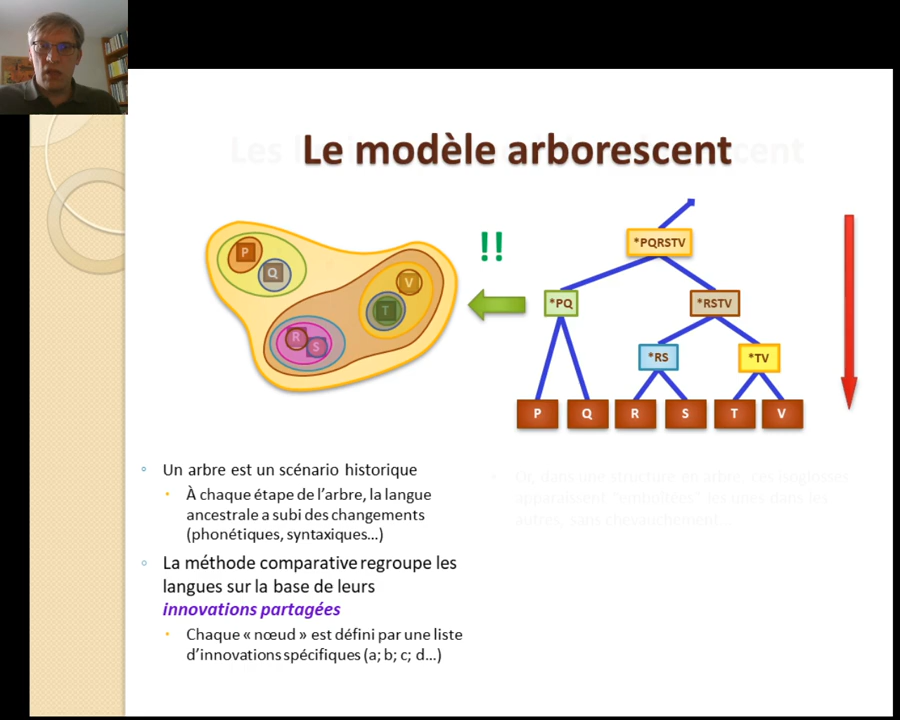 Le modèle arborescent
P
Q
V
T
R
S
!!
*PQRSTV
*PQ
*RSTV
*RS
*TV
P Q R S T V
◦ Un arbre est un scénario historique
• À chaque étape de l’arbre, la langue
ancestrale a subi des changements
(phonétiques, syntaxiques…)
◦ La méthode comparative regroupe les
langues sur la base de leurs
innovations partagées
• Chaque « nœud » est défini par une liste
d’innovations spécifiques (a; b; c; d…)
• Or, dans une structure en arbre, ces isoglosses
apparaissent “emboîtées” les unes dans les
autres, sans chevauchement…